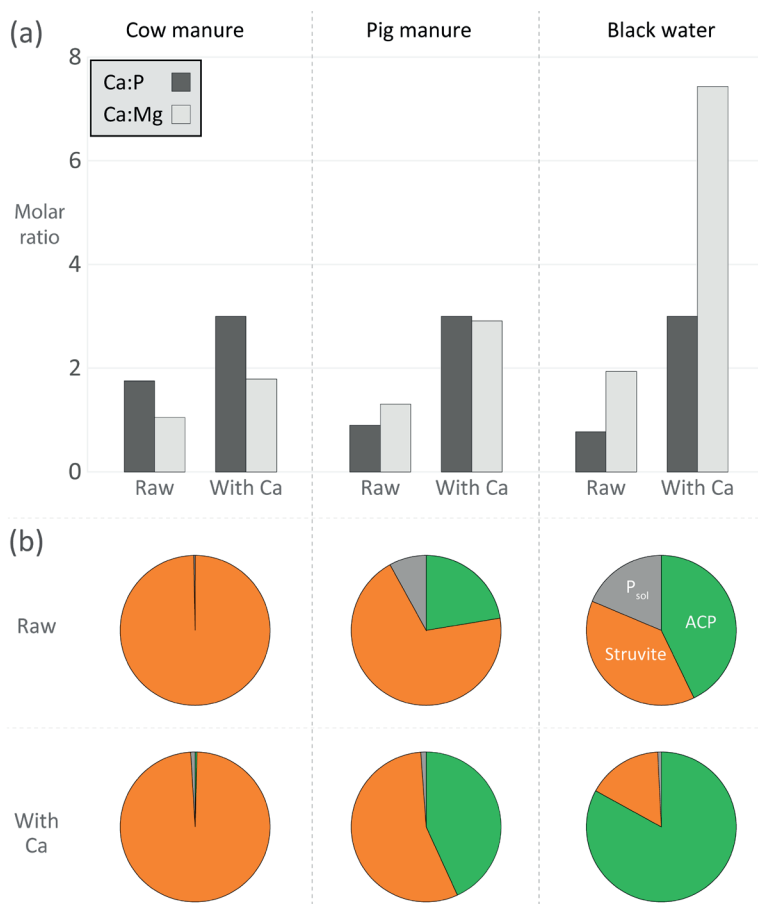 (a)
Cow manure
Pig manure
Black water
Ca:P
Ca:Mg
8
6
4
2
0
Molar
ratio
Raw
With Ca
Raw
With Ca
Raw
With Ca
(b)
Raw
Psol
ACP
Struvite
With
Ca